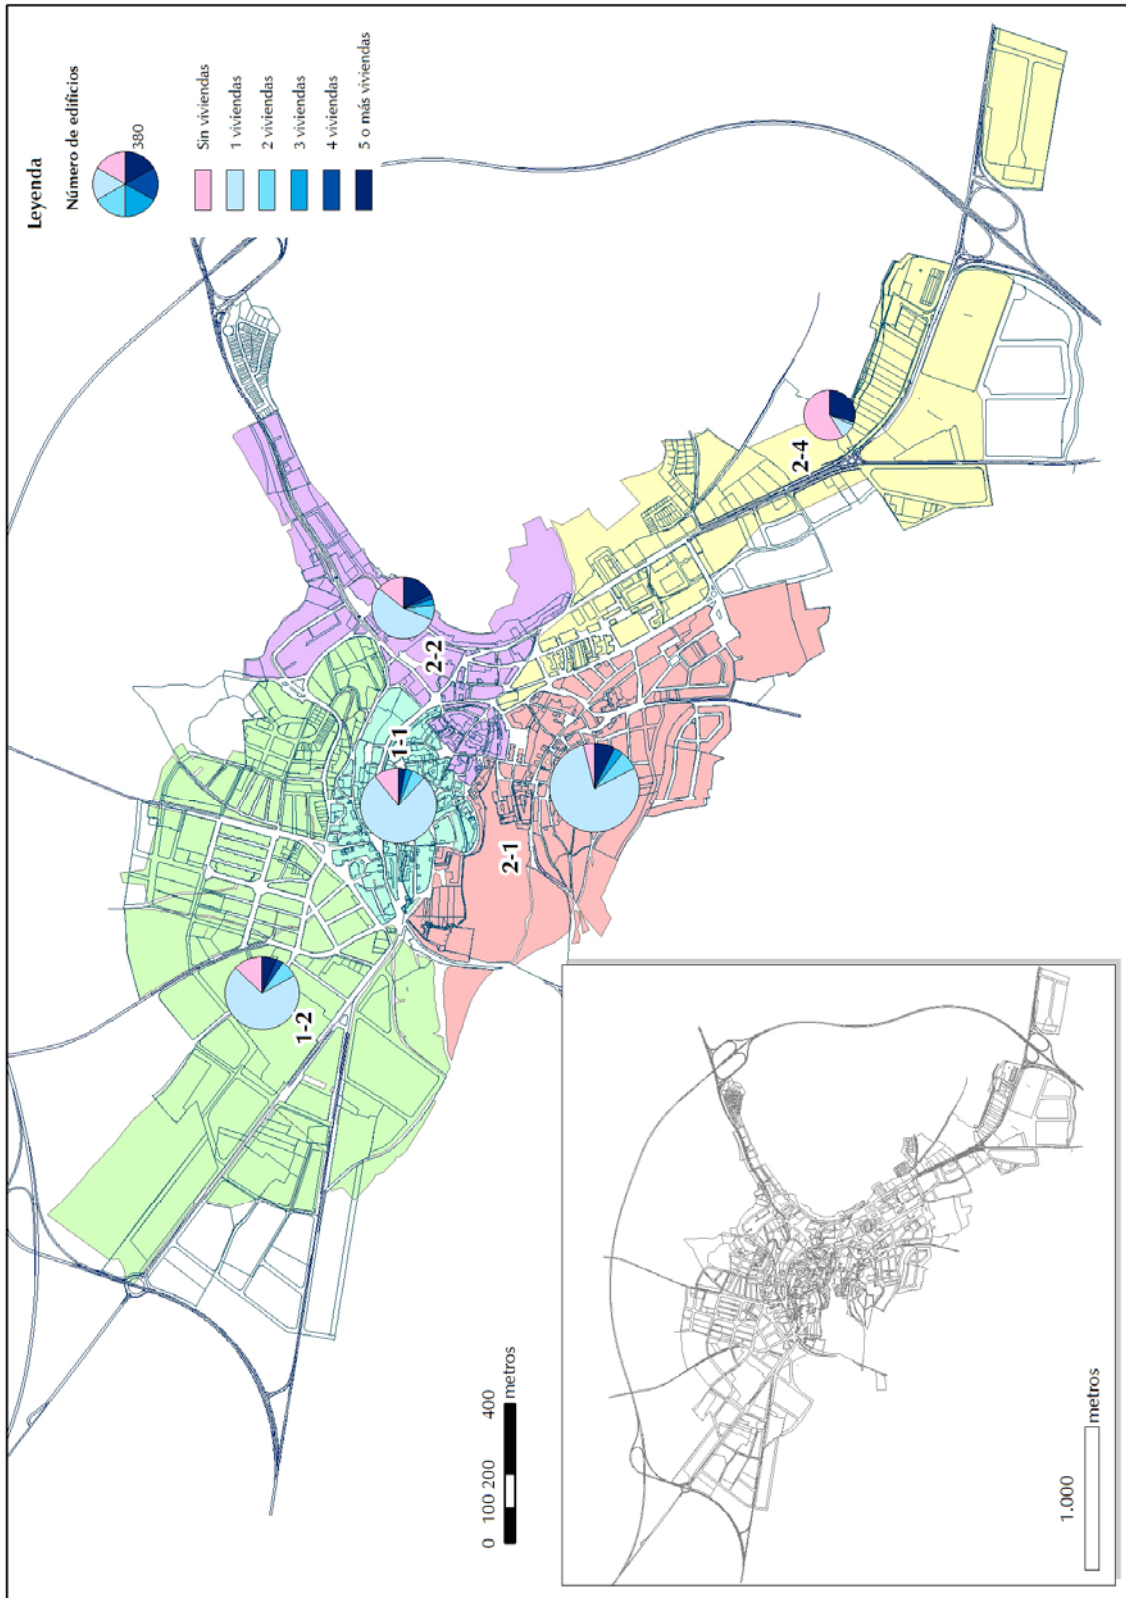 Leyenda
Número de edificios
380
Sin viviendas
1 viviendas
2 viviendas
3 viviendas
4 viviendas
5 o más viviendas
1-2
1-1
2-2
2-1
2-4
0 100 200 400
metros
1.000
metros